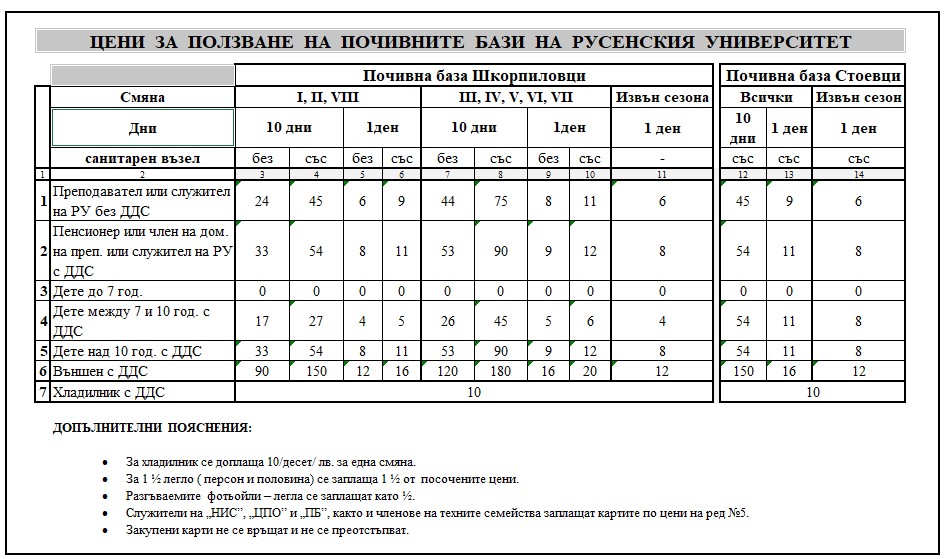 ЦЕНИ ЗА ПОЛЗВАНЕ НА ПОЧИВНИТЕ БАЗИ НА РУСЕНСКИЯ УНИВЕРСИТЕТ
Почивна база Шкорпиловци Почивна база Стоевци
Смяна I, II, VIII III, IV, V, VI, VII Извън сезона Всички Извън сезон
Дни 10 дни 1ден 10 дни 1ден 1 ден 10 дни 1 ден 1 ден
санитарен възел без със без със без със без със - със със със
1 2 3 4 5 6 7 8 9 10 11 12 13 14
1 Преподавател или служител на РУ без ДДС 24 45 6 9 44 75 8 11 6 45 9 6
2 Пенсионер или член на дом. на преп. или служител на РУ с ДДС 33 54 8 11 53 90 9 12 8 54 11 8
3 Дете до 7 год. 0 0 0 0 0 0 0 0 0 0 0 0
4 Дете между 7 и 10 год. с ДДС 17 27 4 5 26 45 5 6 4 54 11 8
5 Дете над 10 год. с ДДС 33 54 8 11 53 90 9 12 8 54 11 8
6 Външен с ДДС 90 150 12 16 120 180 16 20 12 150 16 12
7 Хладилник с ДДС 10 10
ДОПЪЛНИТЕЛНИ ПОЯСНЕНИЯ:
• За хладилник се доплаща 10/десет/ лв. за една смяна.
• За 1 ½ легло ( персон и половина) се заплаща 1 ½ от посочените цени.
• Разгъваемите фотьойли – легла се заплащат като ½.
• Служители на „НИС”, „ЦПО” и „ПБ”, както и членове на техните семейства заплащат картите по цени на ред №5.
• Закупени карти не се връщат и не се преотстъпват.